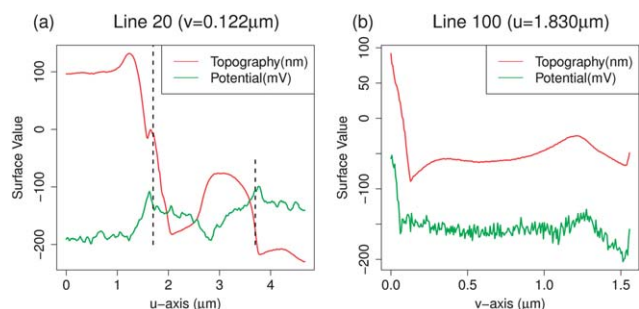 (a)
Line 20 (v=0.122μm)
Topography(nm)
Potential(mV)
Surface Value
100
0
−100
−200
0
1
2
3
4
u-axis (μm)
(b)
Line 100 (u=1.830μm)
Topography(nm)
Potential(mV)
Surface Value
100
50
0
−50
−200
0.0
0.5
1.0
1.5
v-axis (μm)